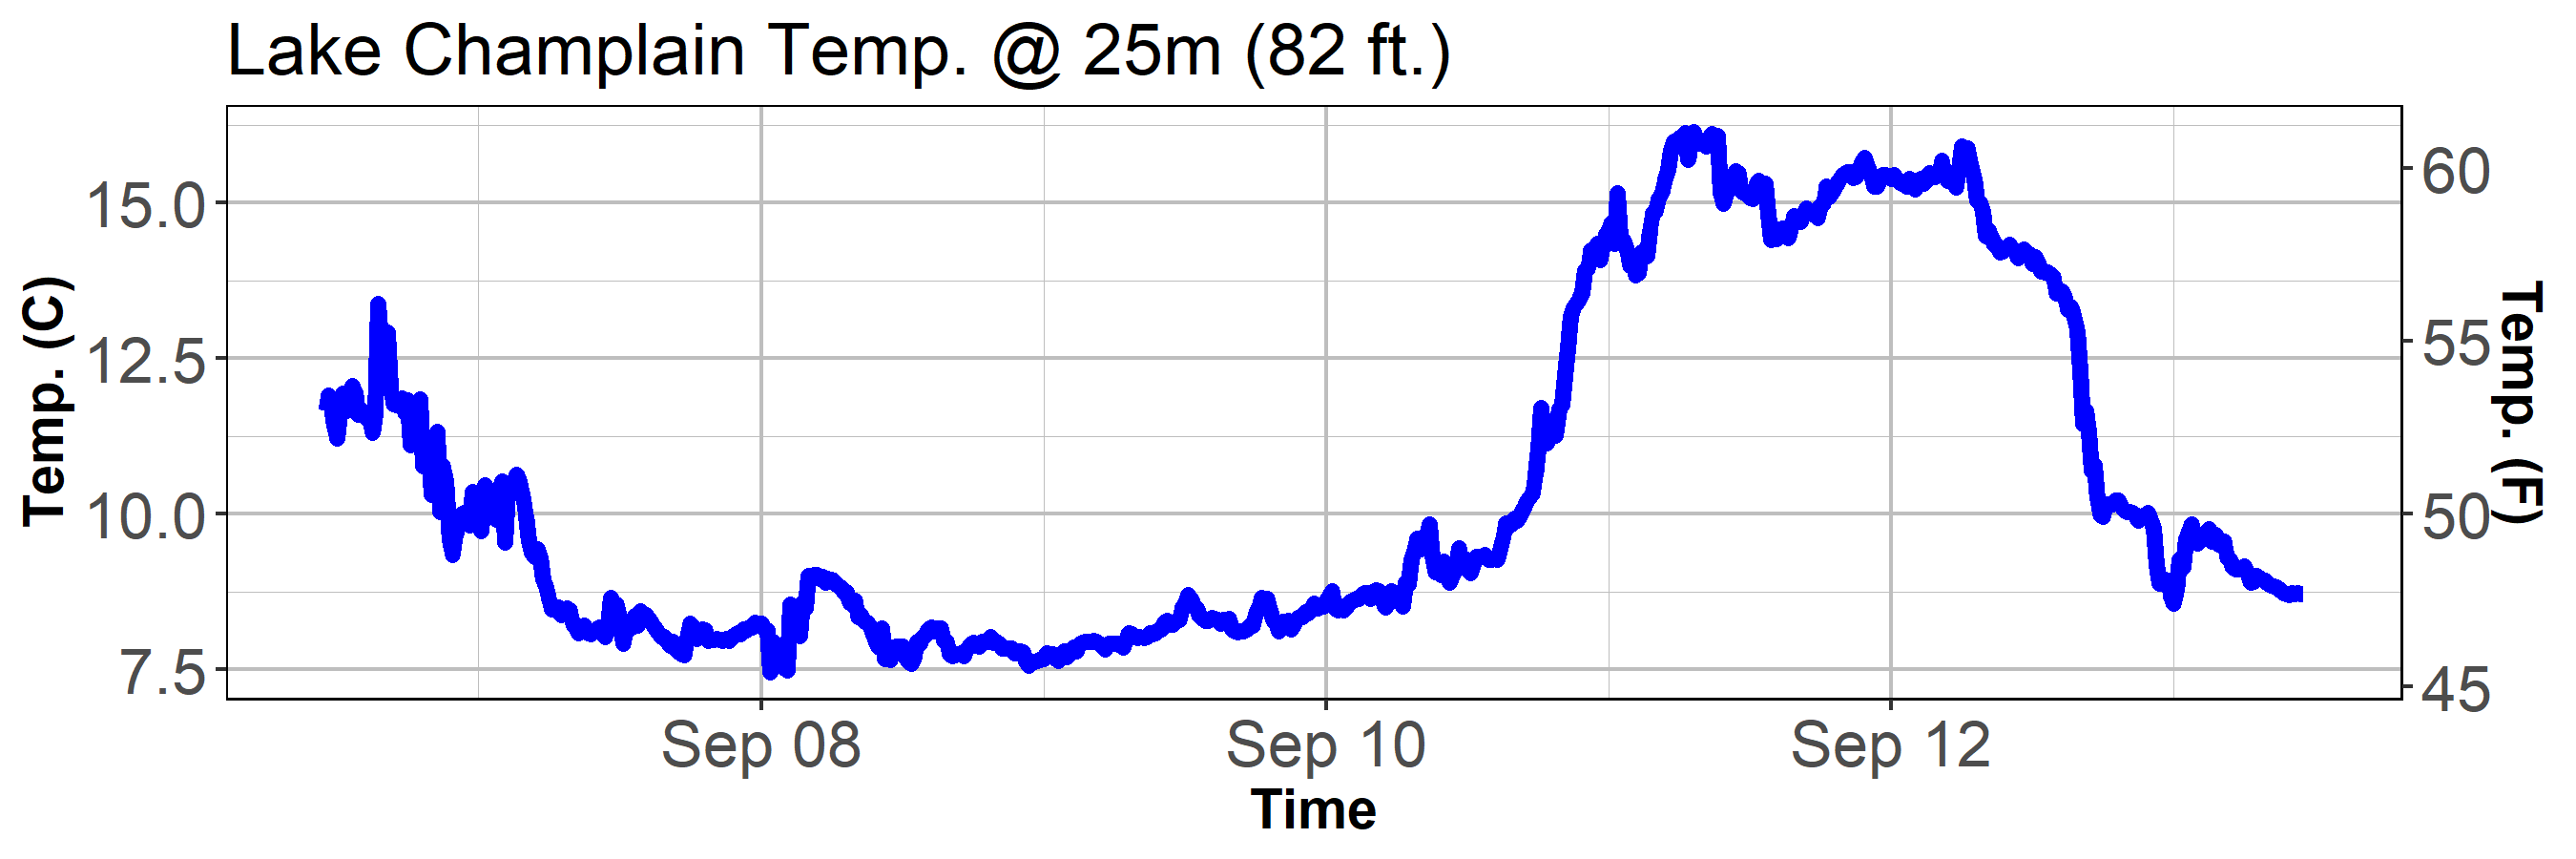 Lake Champlain Temp. @ 25m (82 ft.)
Temp. (C)
15.0
12.5
10.0
7.5
60
55
50
45
Temp. (F)
Sep 08
Sep 10
Sep 12
Time